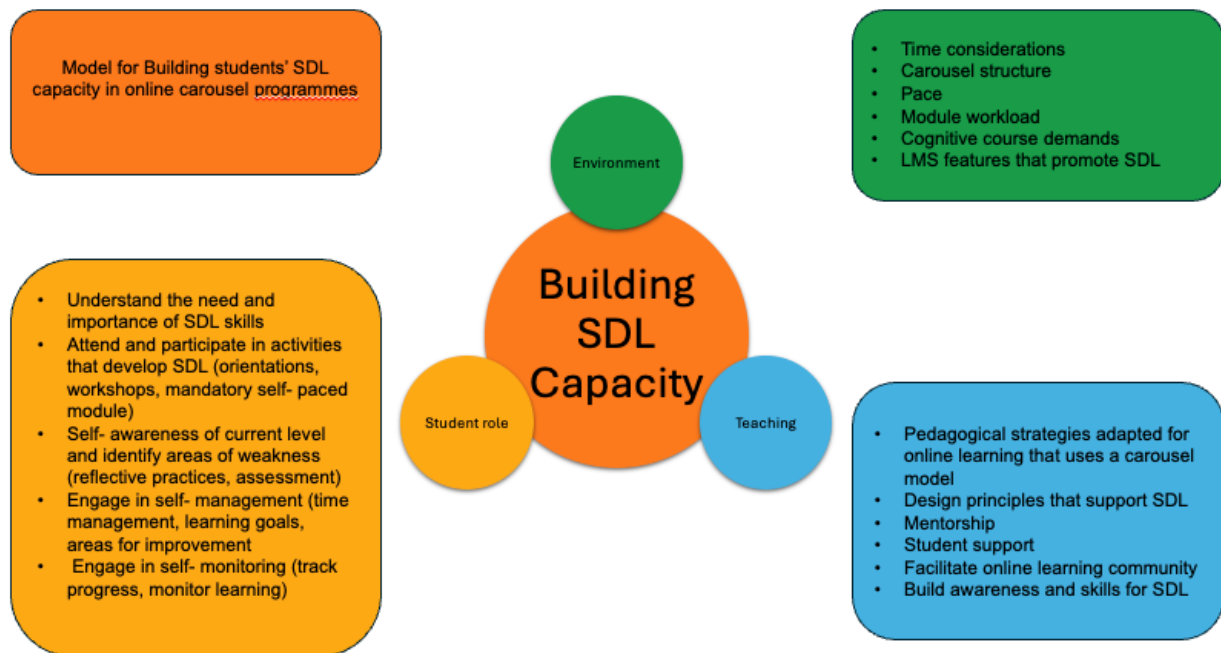 Model for Building students’ SDL
capacity in online carousel programmes
• Time considerations
• Carousel structure
• Pace
• Module workload
• Cognitive course demands
• LMS features that promote SDL
Environment
Building
SDL
Capacity
Student role
Teaching
• Understand the need and
importance of SDL skills
• Attend and participate in activities
that develop SDL (orientations,
workshops, mandatory self- paced
module)
• Self- awareness of current level
and identify areas of weakness
(reflective practices, assessment)
• Engage in self- management (time
management, learning goals,
areas for improvement
• Engage in self- monitoring (track
progress, monitor learning)
• Pedagogical strategies adapted for
online learning that uses a carousel
model
• Design principles that support SDL
• Mentorship
• Student support
• Facilitate online learning community
• Build awareness and skills for SDL